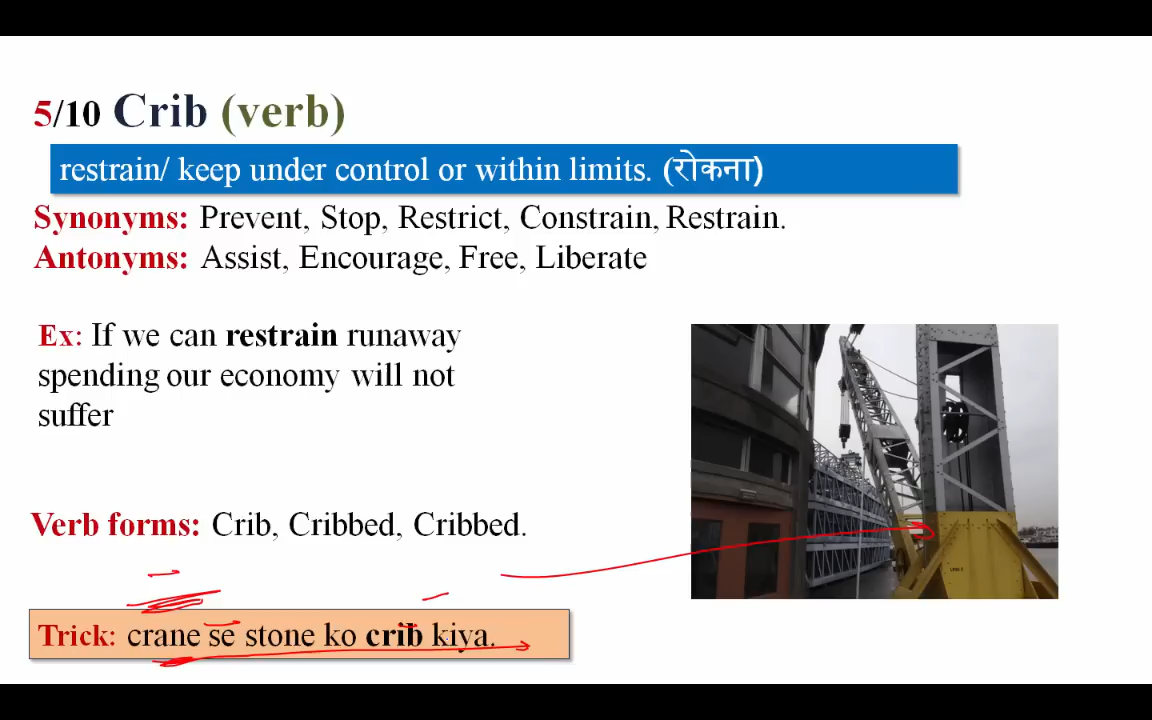 5/10 Crib (verb)
restrain/ keep under control or within limits. (रोकना)
Synonyms: Prevent, Stop, Restrict, Constrain, Restrain.
Antonyms: Assist, Encourage, Free, Liberate
Ex: If we can restrain runaway
spending our economy will not
suffer
Verb forms: Crib, Cribbed, Cribbed.
Trick: crane se stone ko crib kiya.